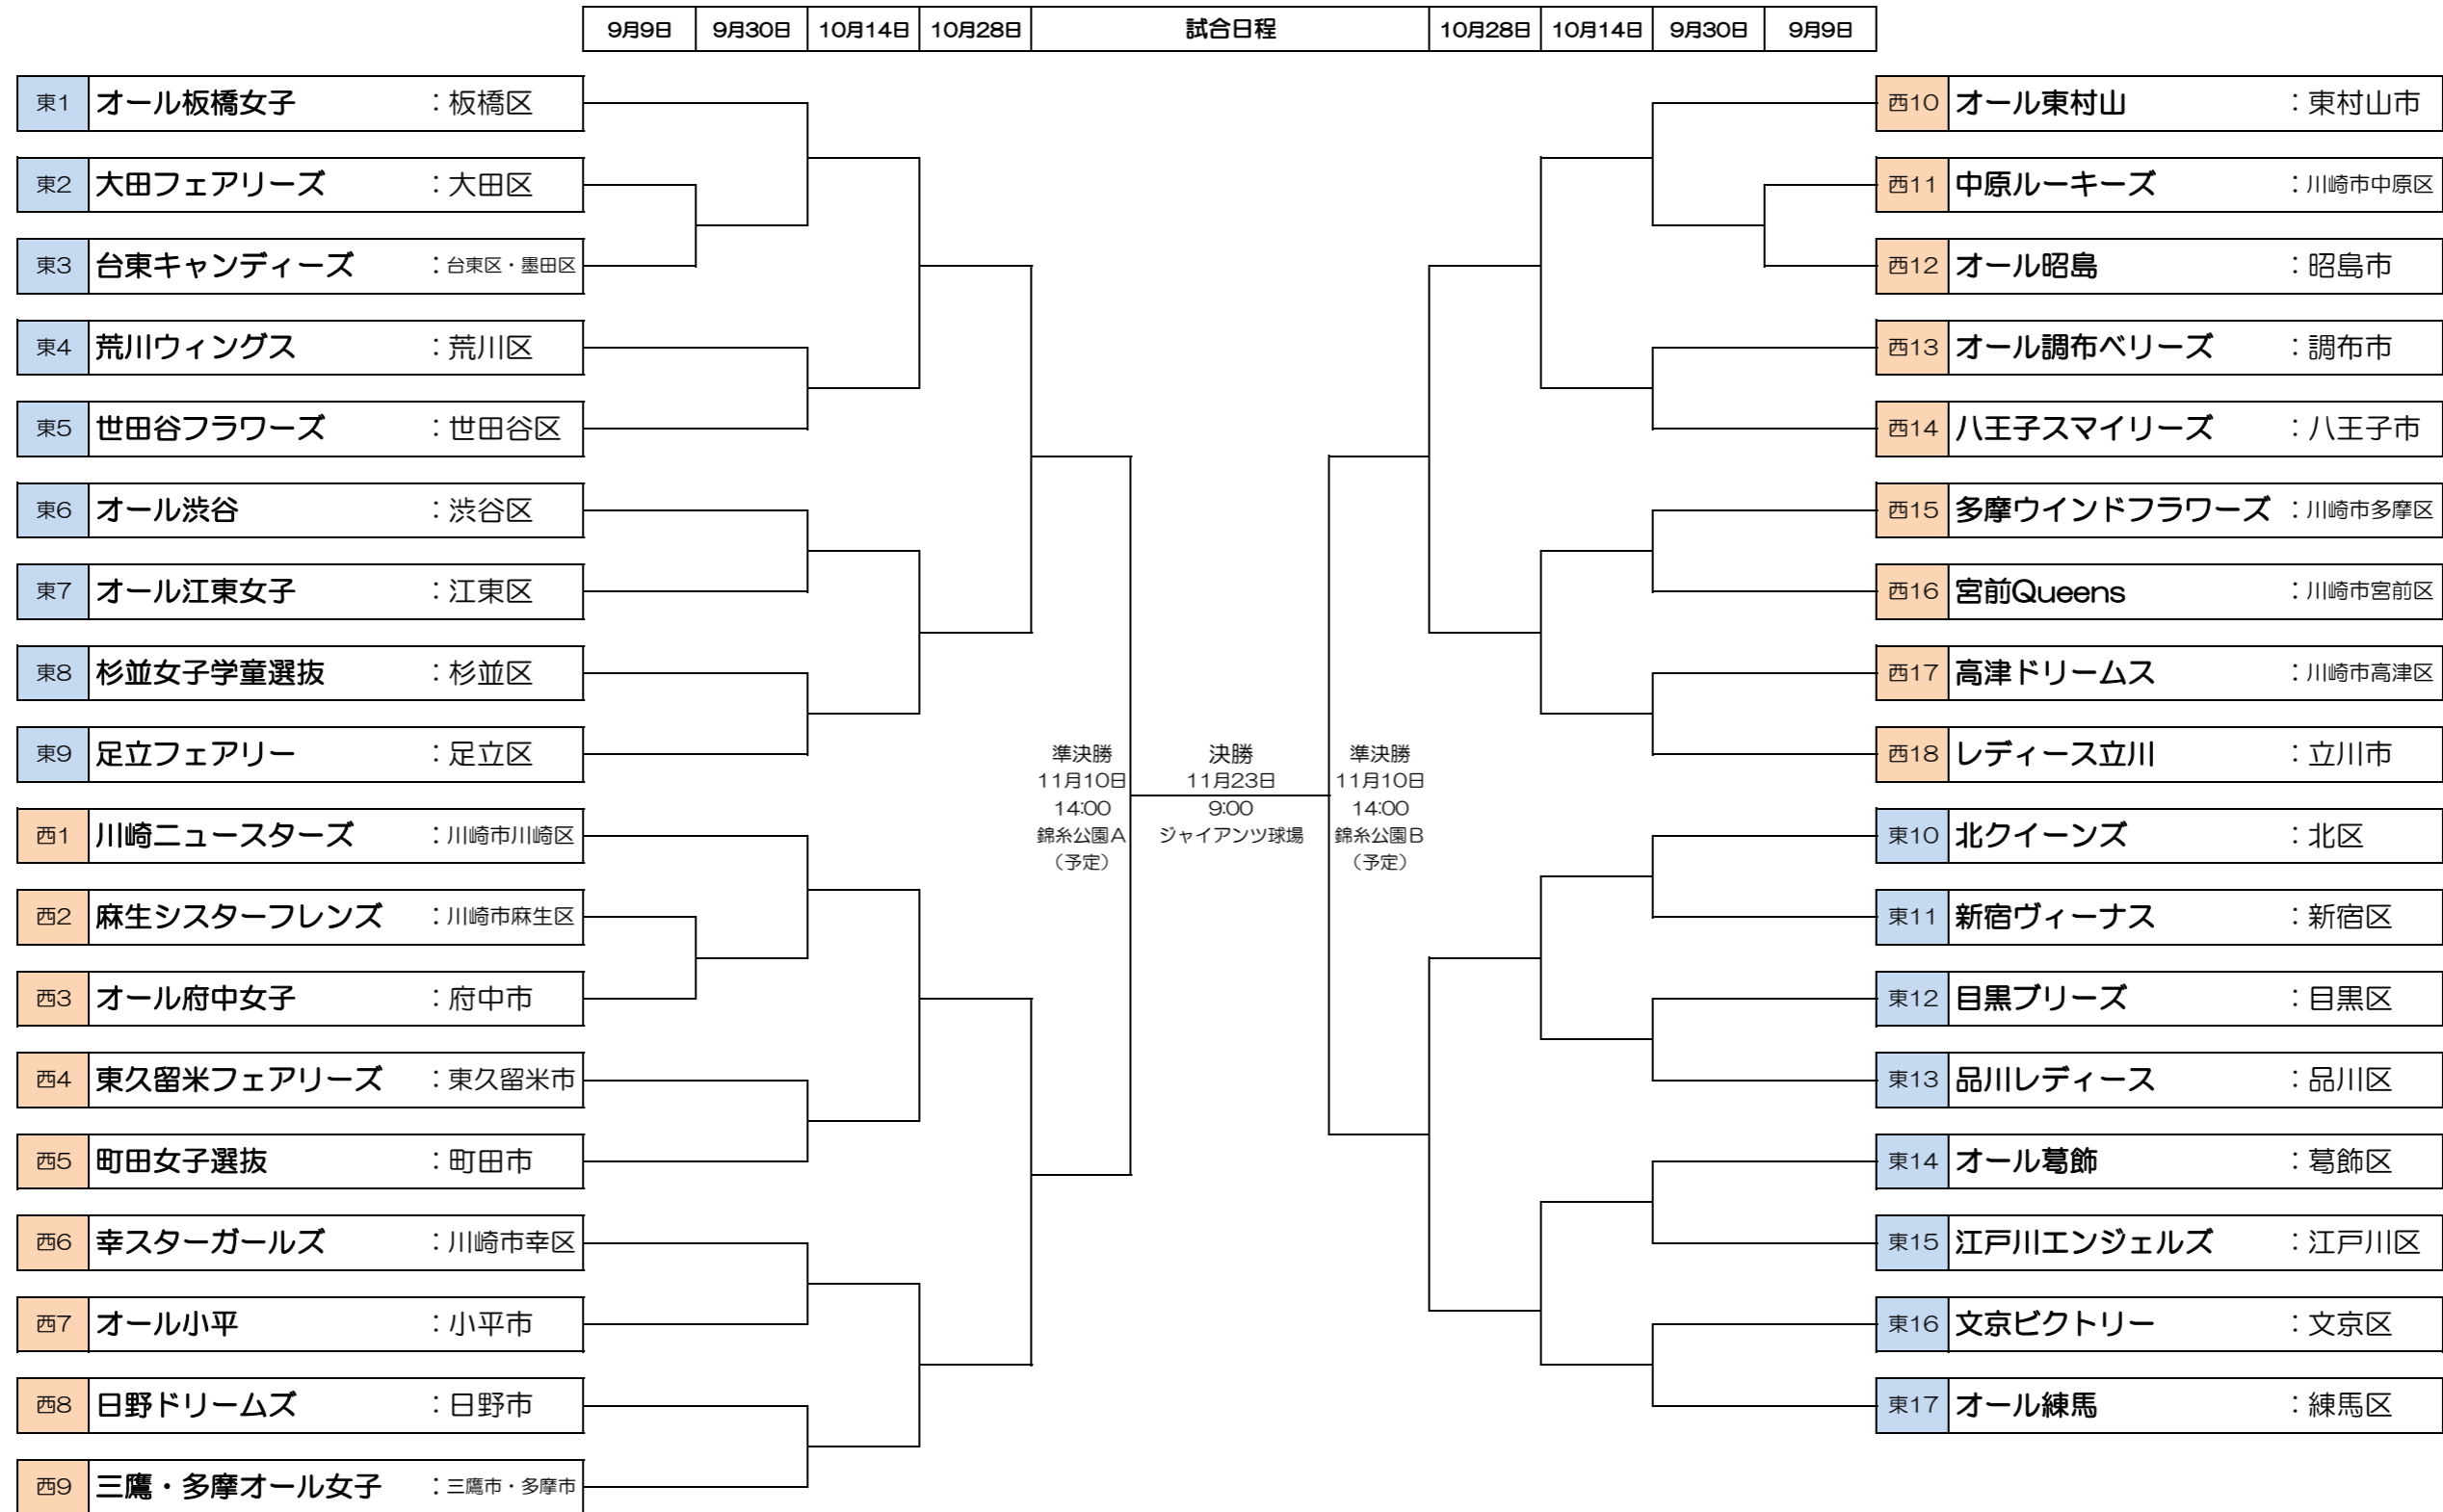 9月9日 9月30日 10月14日 10月28日 試合日程 10月28日 10月14日 9月30日 9月9日
東1 オール板橋女子 ：板橋区
東2 大田フェアリーズ ：大田区
東3 台東キャンディーズ ：台東区・墨田区
東4 荒川ウィングス ：荒川区
東5 世田谷フラワーズ ：世田谷区
東6 オール渋谷 ：渋谷区
東7 オール江東女子 ：江東区
東8 杉並女子学童選抜 ：杉並区
東9 足立フェアリー ：足立区
西1 川崎ニュースターズ ：川崎市川崎区
西2 麻生シスターフレンズ ：川崎市麻生区
西3 オール府中女子 ：府中市
西4 東久留米フェアリーズ ：東久留米市
西5 町田女子選抜 ：町田市
西6 幸スターガールズ ：川崎市幸区
西7 オール小平 ：小平市
西8 日野ドリームズ ：日野市
西9 三鷹・多摩オール女子 ：三鷹市・多摩市
準決勝
11月10日
14:00
錦糸公園A
（予定）
決勝
11月23日
9:00
ジャイアンツ球場
準決勝
11月10日
14:00
錦糸公園B
（予定）
西10 オール東村山 ：東村山市
西11 中原ルーキーズ ：川崎市中原区
西12 オール昭島 ：昭島市
西13 オール調布ベリーズ ：調布市
西14 八王子スマイリーズ ：八王子市
西15 多摩ウインドフラワーズ ：川崎市多摩区
西16 宮前Queens ：川崎市宮前区
西17 高津ドリームス ：川崎市高津区
西18 レディース立川 ：立川市
東10 北クイーンズ ：北区
東11 新宿ヴィーナス ：新宿区
東12 目黒ブリーズ ：目黒区
東13 品川レディース ：品川区
東14 オール葛飾 ：葛飾区
東15 江戸川エンジェルズ ：江戸川区
東16 文京ビクトリー ：文京区
東17 オール練馬 ：練馬区